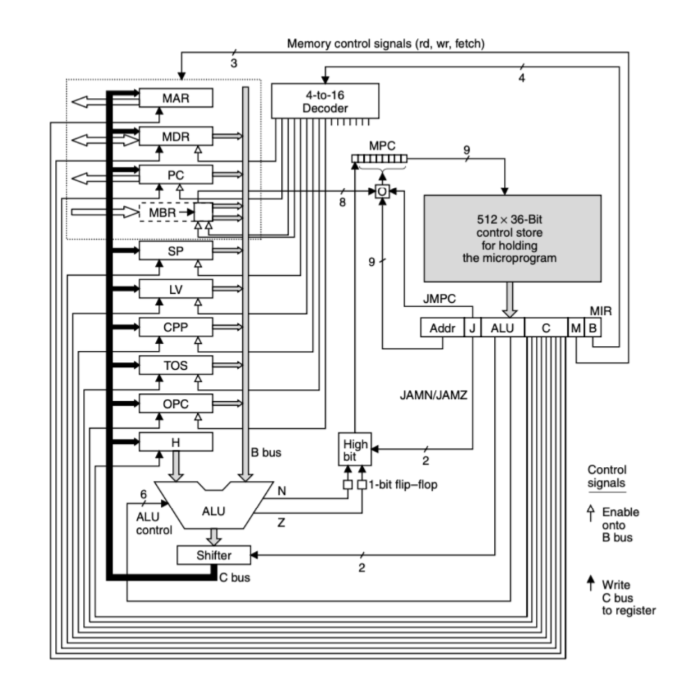 Memory control signals (rd, wr, fetch)
3
4
MAR
MDR
PC
MBR
SP
LV
CPP
TOS
OPC
H
4-to-16
Decoder
MPC
9
8
O
512 × 36-Bit
control store
for holding
the microprogram
9
JMPC
MIR
Addr
J
ALU
C
M
B
JAMN/JAMZ
High
bit
2
B bus
1-bit flip–flop
N
Z
6
ALU
control
ALU
Shifter
2
C bus
Control
signals
Enable
onto
B bus
Write
C bus
to register